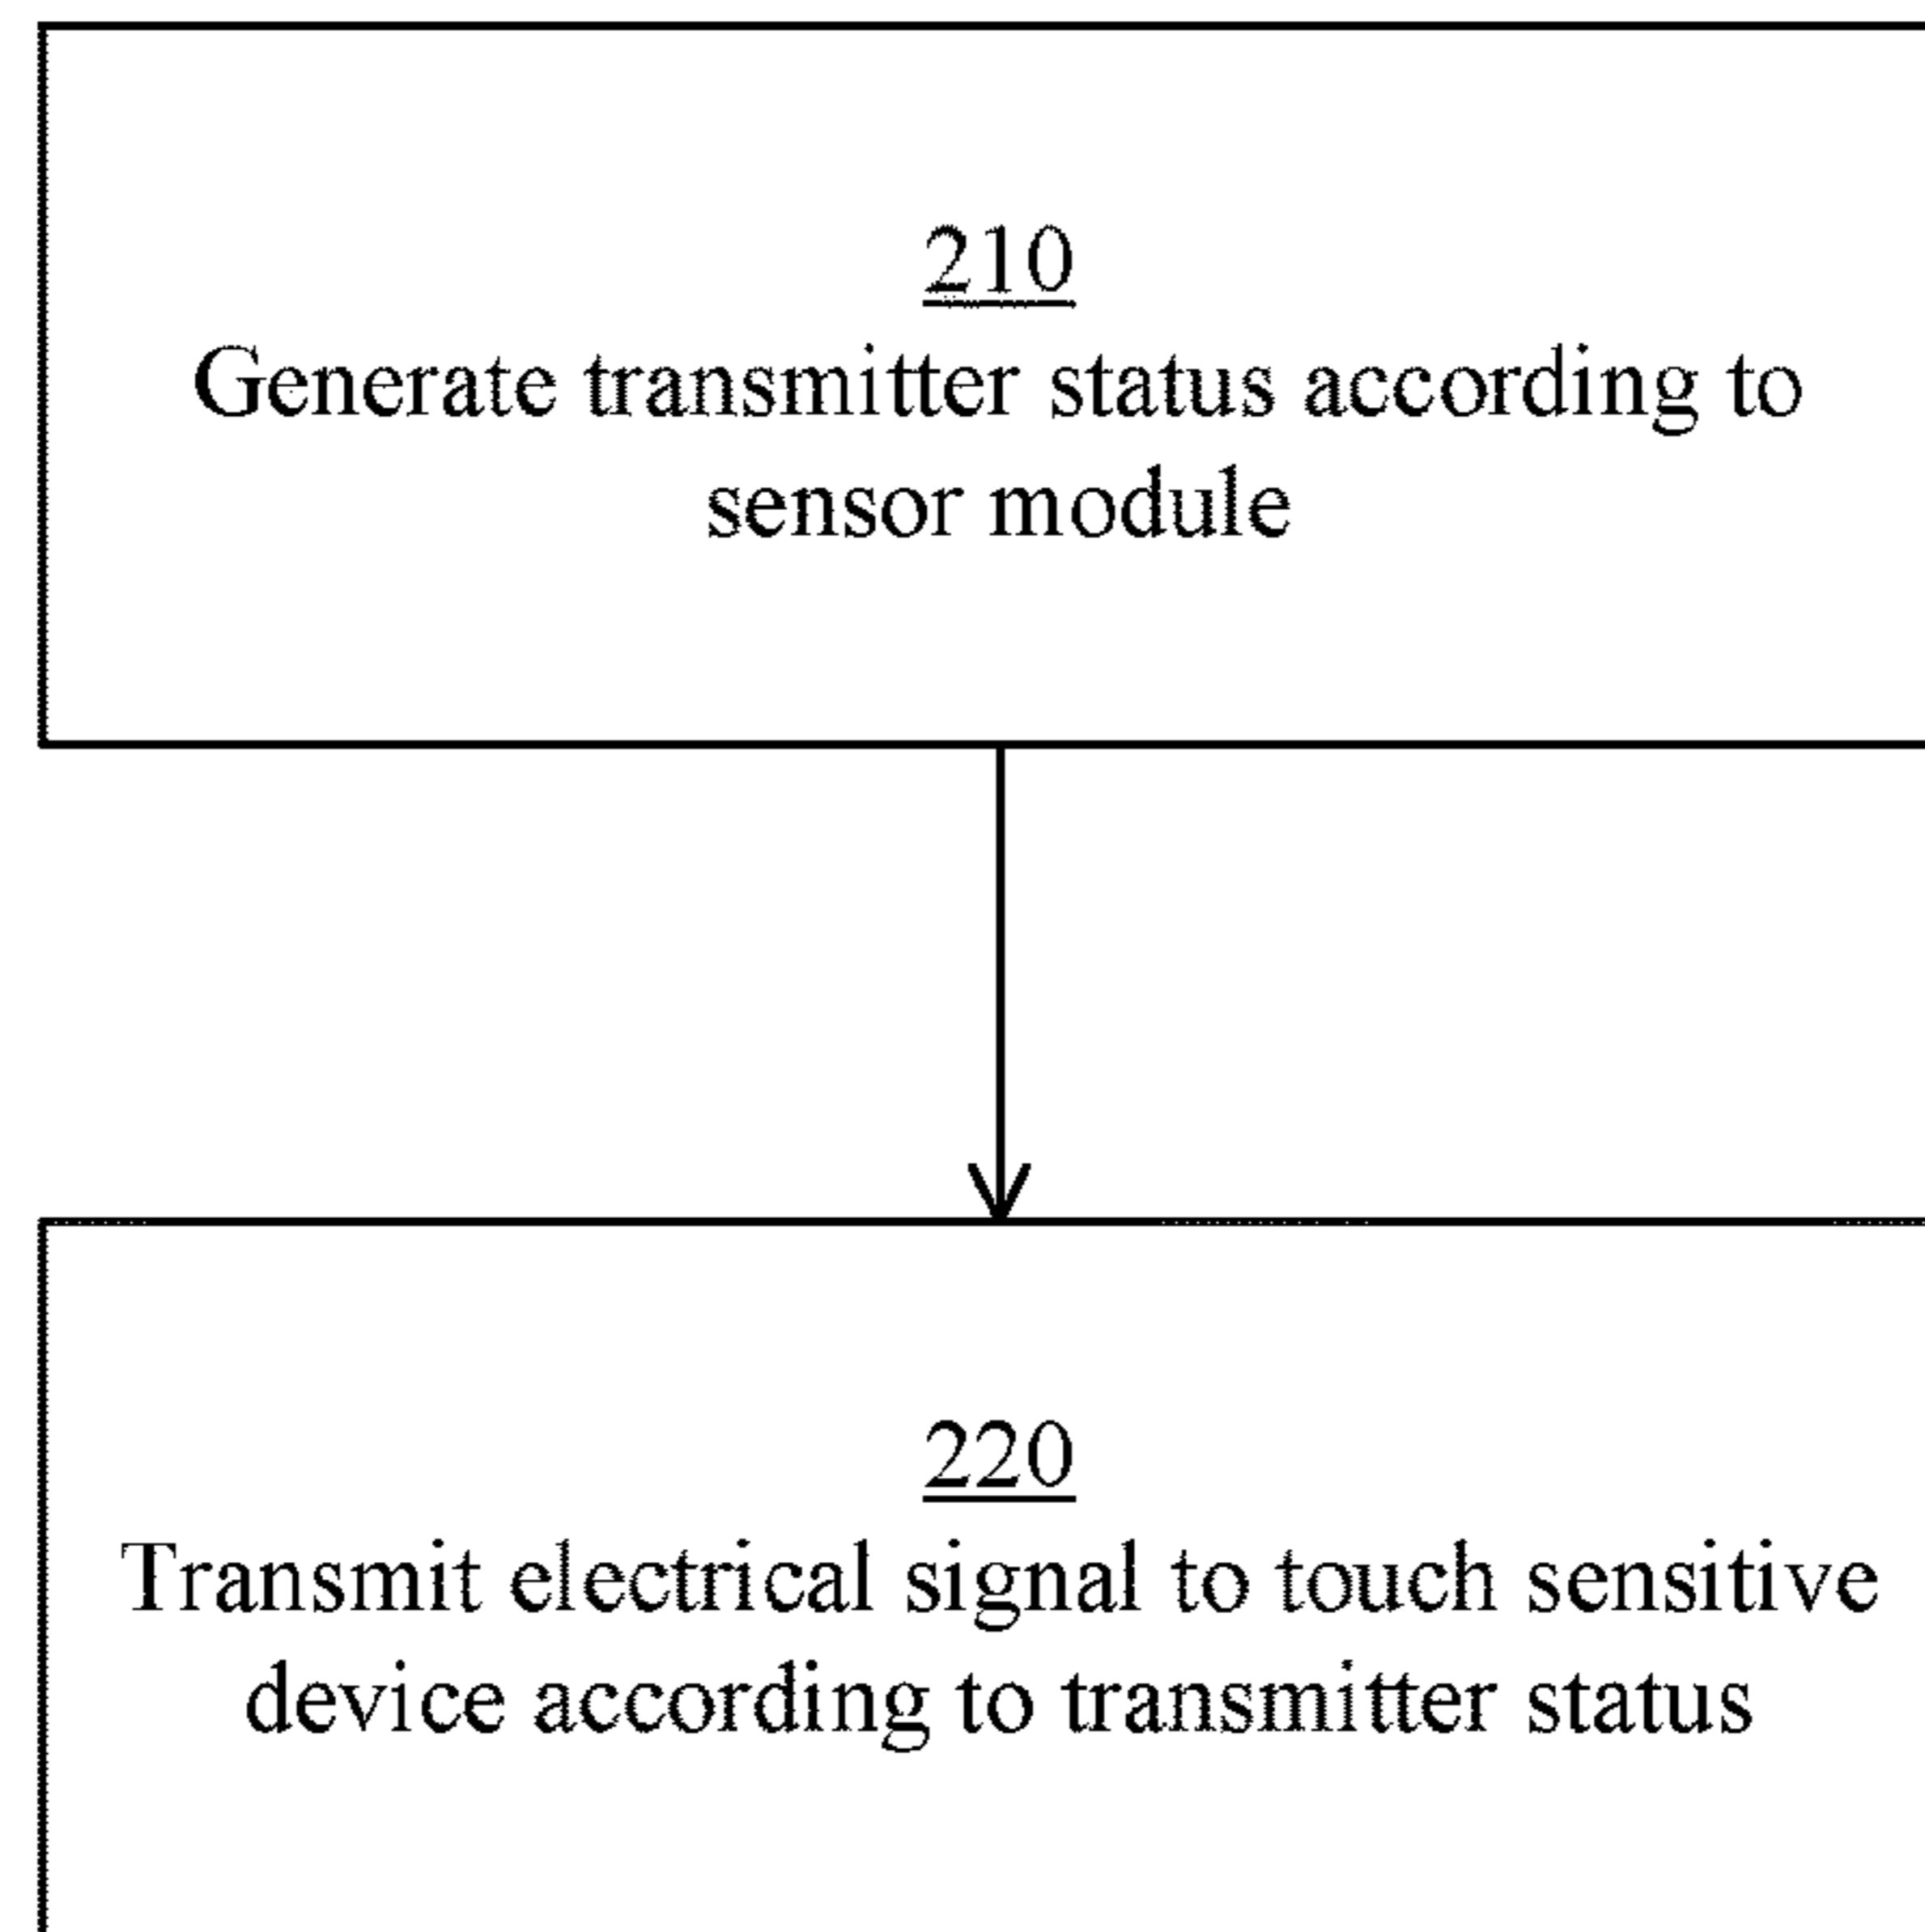 210
Generate transmitter status according to
sensor module
220
Transmit electrical signal to touch sensitive
device according to transmitter status